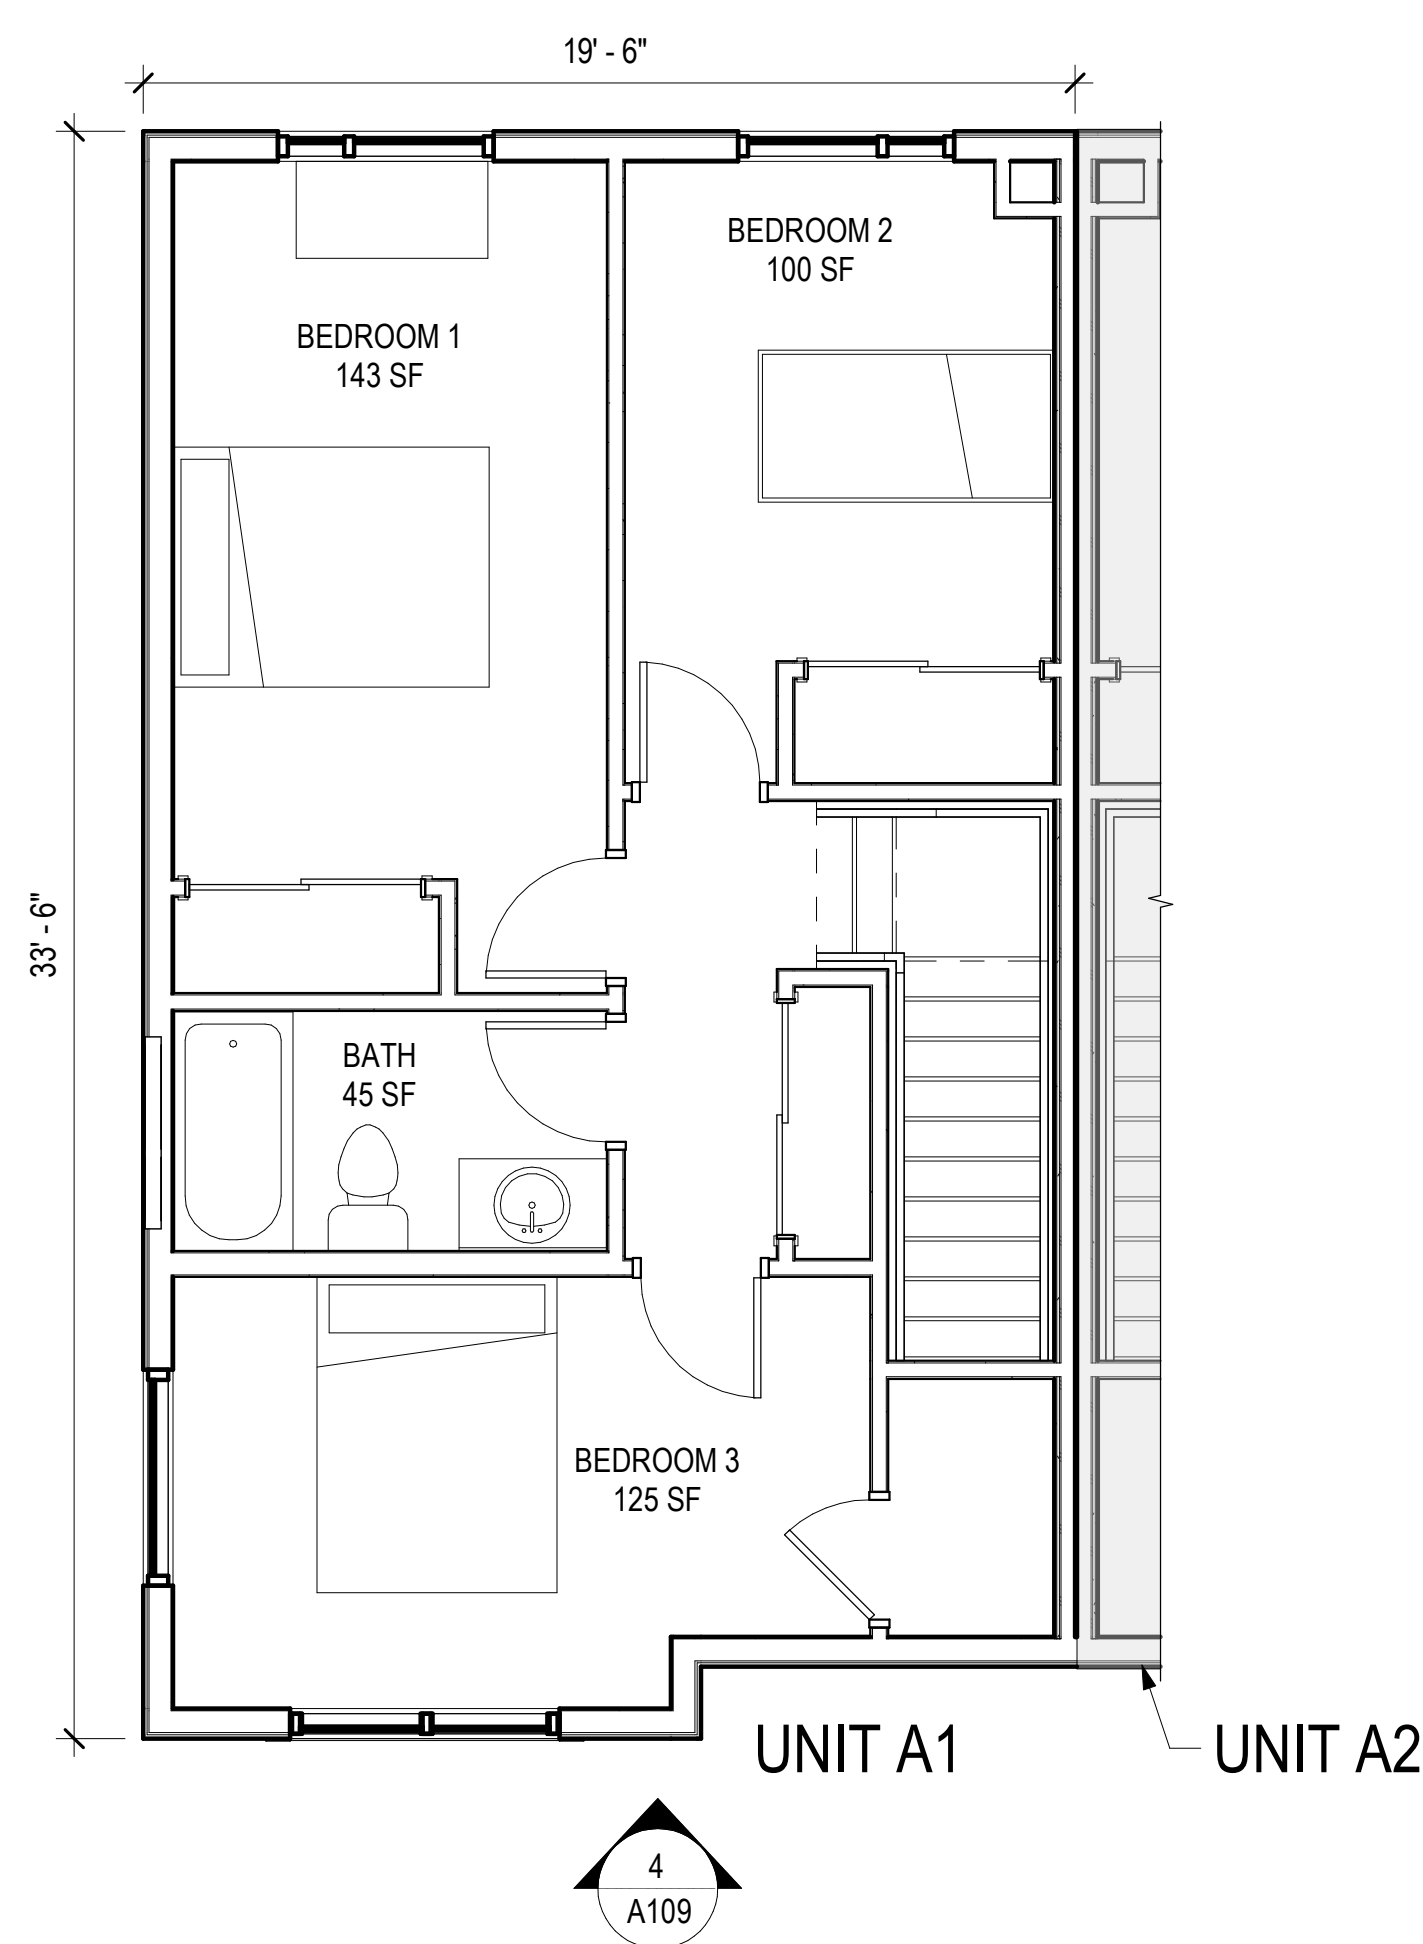 19' - 6"
BEDROOM 2
100 SF
BEDROOM 1
143 SF
33' - 6"
BATH
45 SF
BEDROOM 3
125 SF
UNIT A1
UNIT A2
4
A109